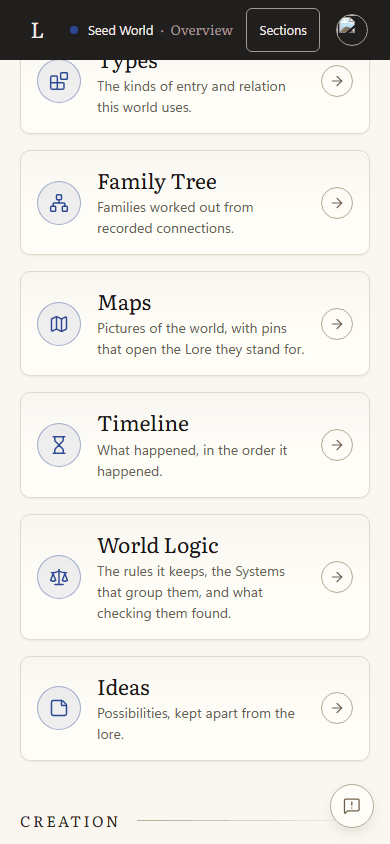 L
Seed World · Overview
Sections
Types
The kinds of entry and relation
this world uses.
Family Tree
Families worked out from
recorded connections.
Maps
Pictures of the world, with pins
that open the Lore they stand for.
Timeline
What happened, in the order it
happened.
World Logic
The rules it keeps, the Systems
that group them, and what
checking them found.
Ideas
Possibilities, kept apart from the
lore.
CREATION